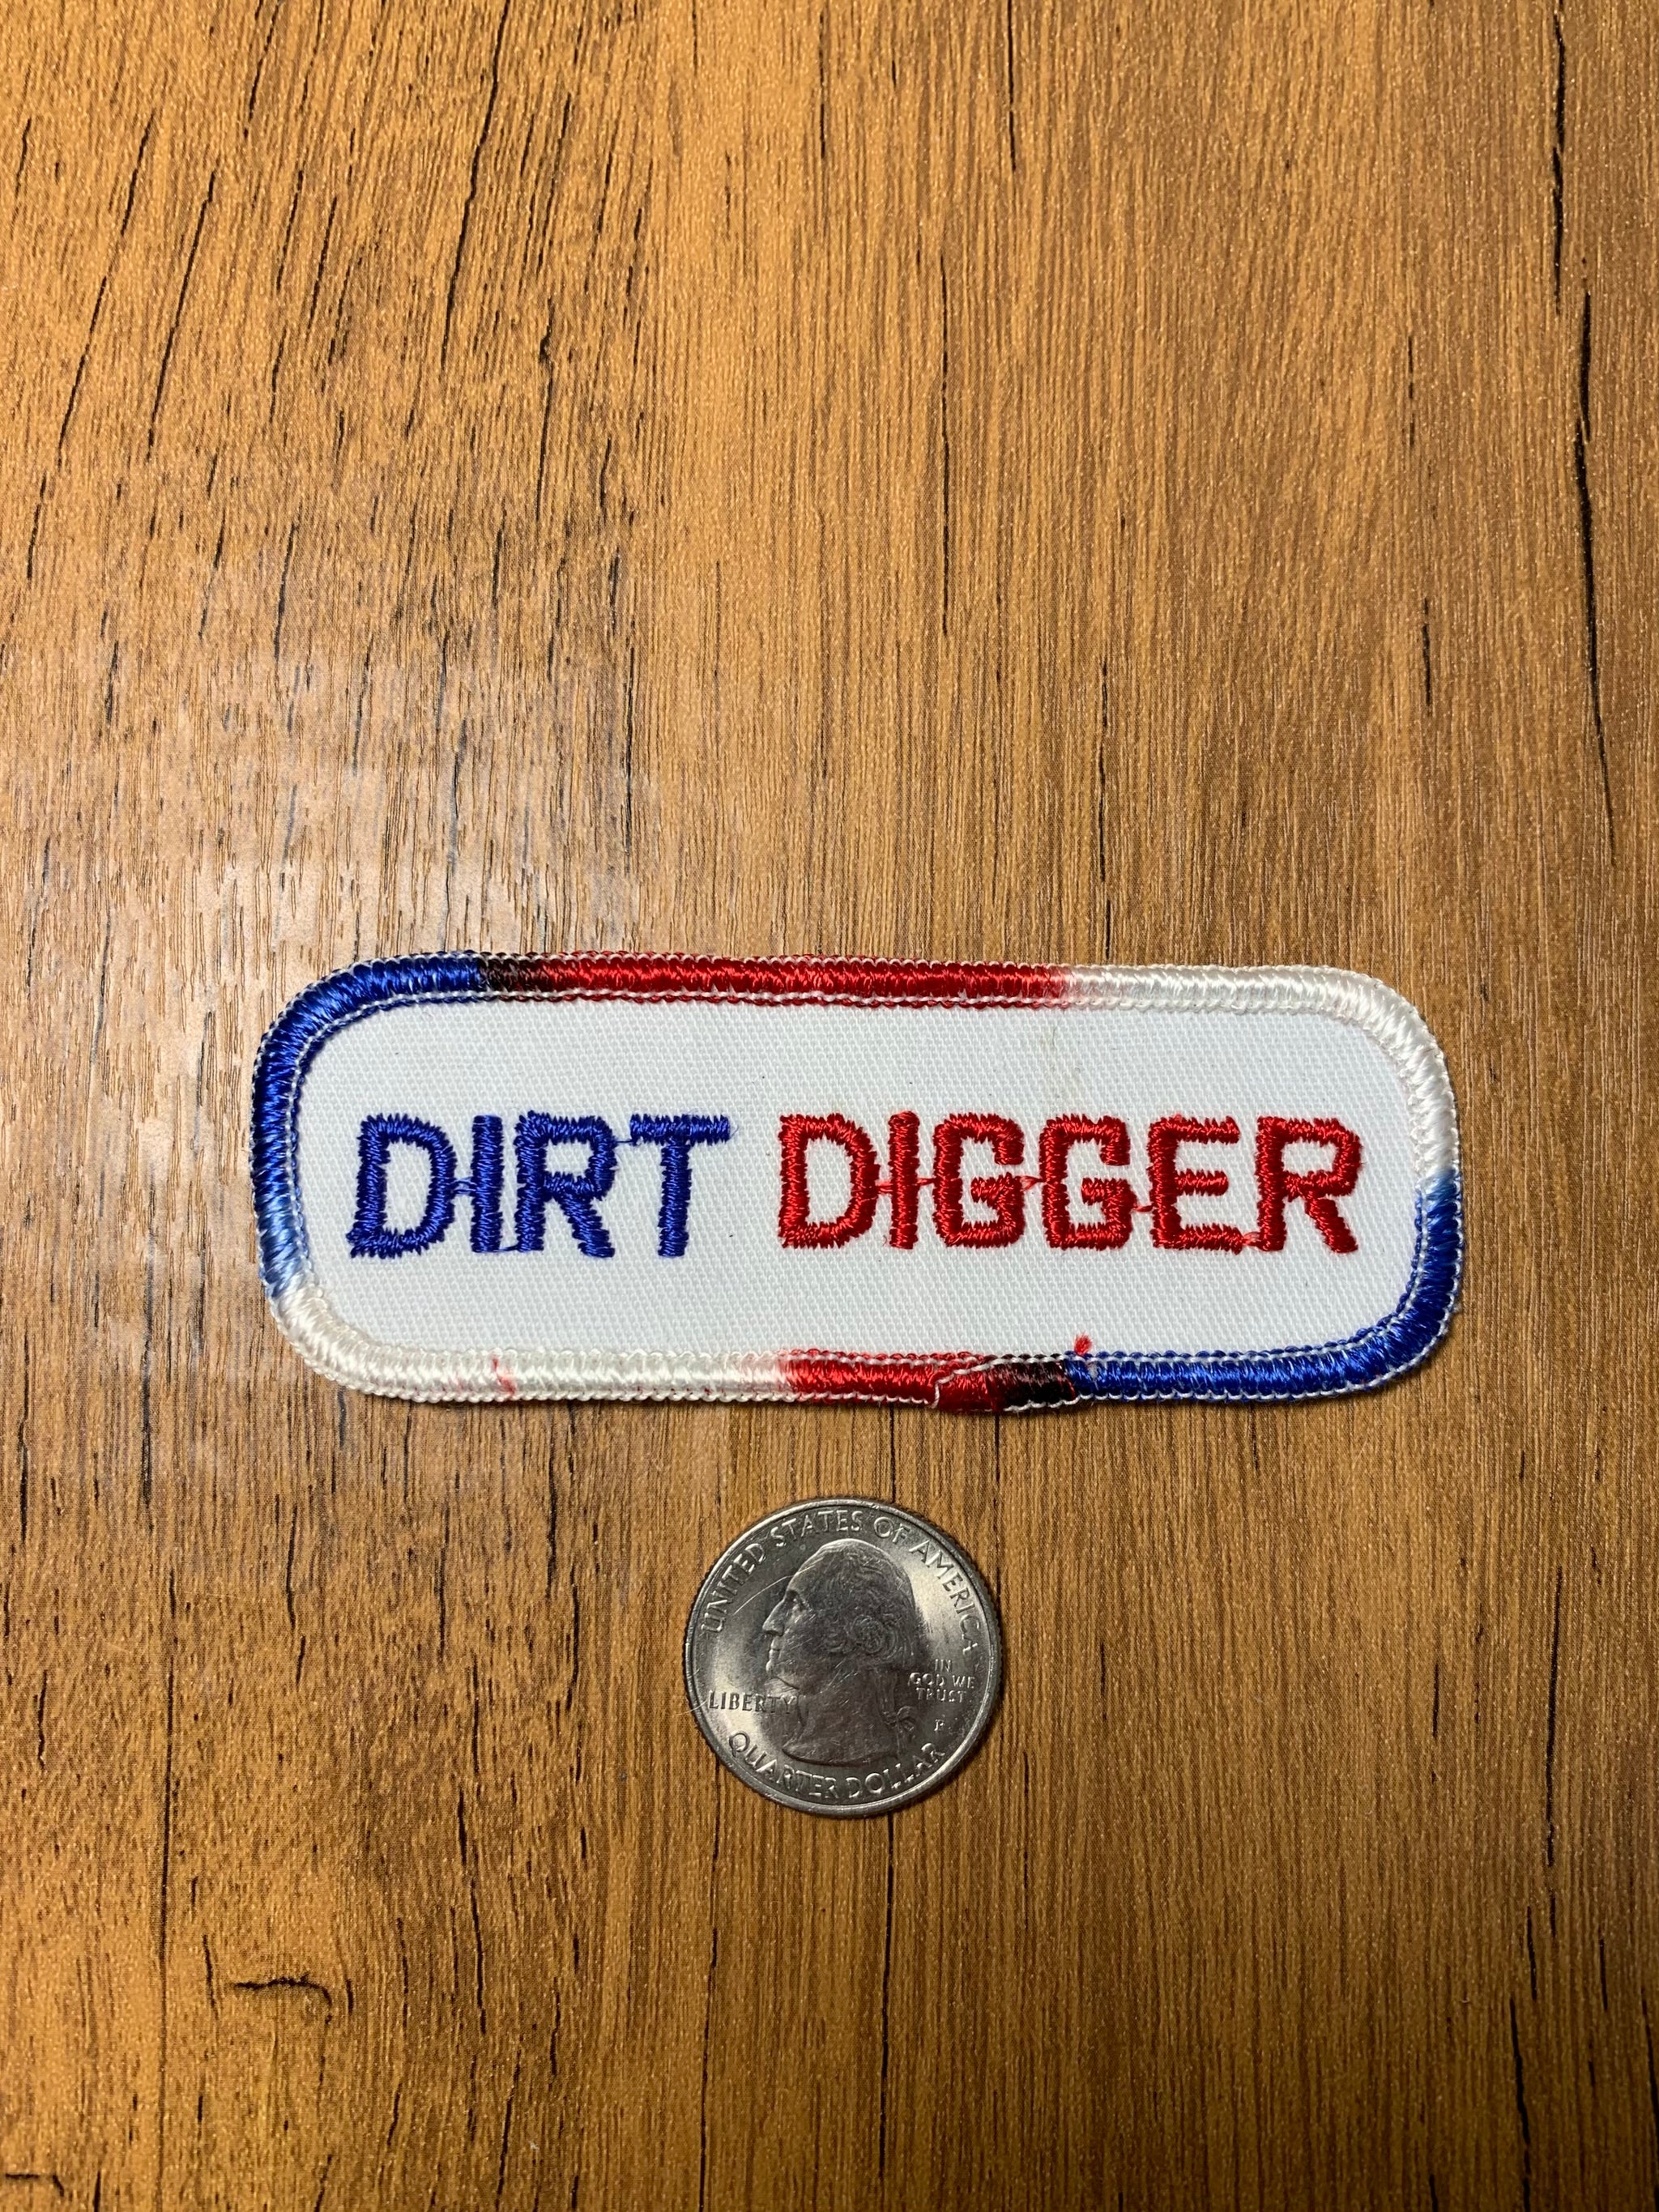 DIRT DIGGER
UNITED STATES OF AMERICA
LIBERTY
IN
GOD WE
TRUST
P
QUARTER DOLLAR